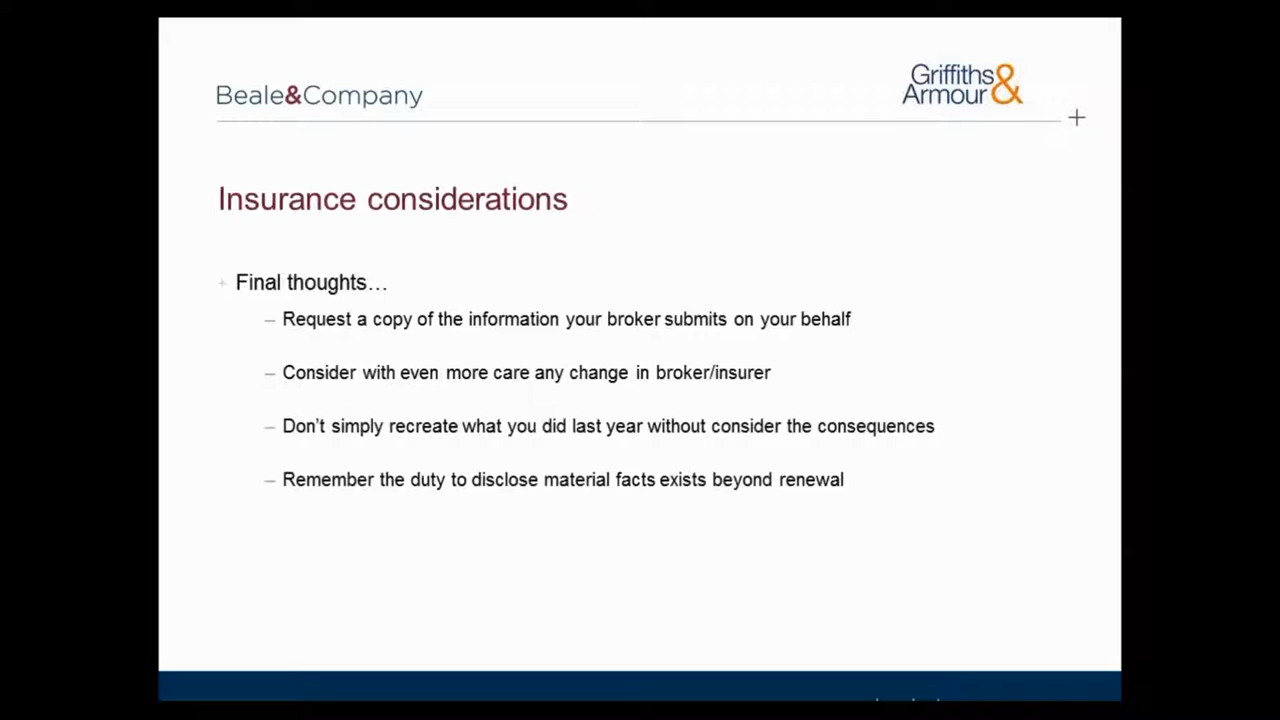 Beale&Company
Griffiths&
Armour
Insurance considerations
+ Final thoughts…
– Request a copy of the information your broker submits on your behalf
– Consider with even more care any change in broker/insurer
– Don't simply recreate what you did last year without consider the consequences
– Remember the duty to disclose material facts exists beyond renewal